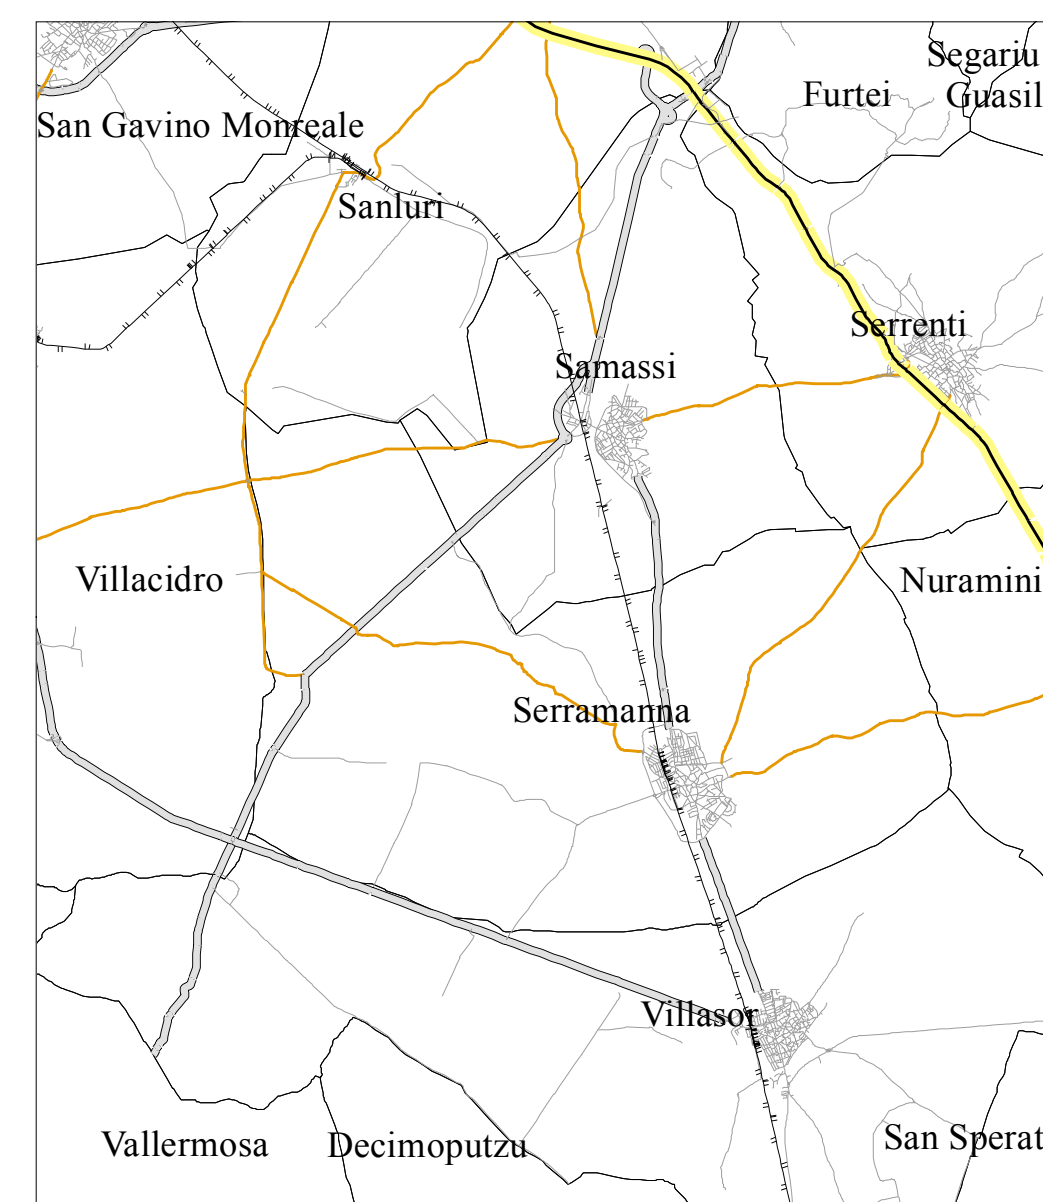 Segariu
Furtei
Guasil
San Gavino Monreale
Sanluri
Serrenti
Samassi
Villacidro
Nuramini
Serramanna
Villasor
Vallermosa
Decimoputzu
San Sperat